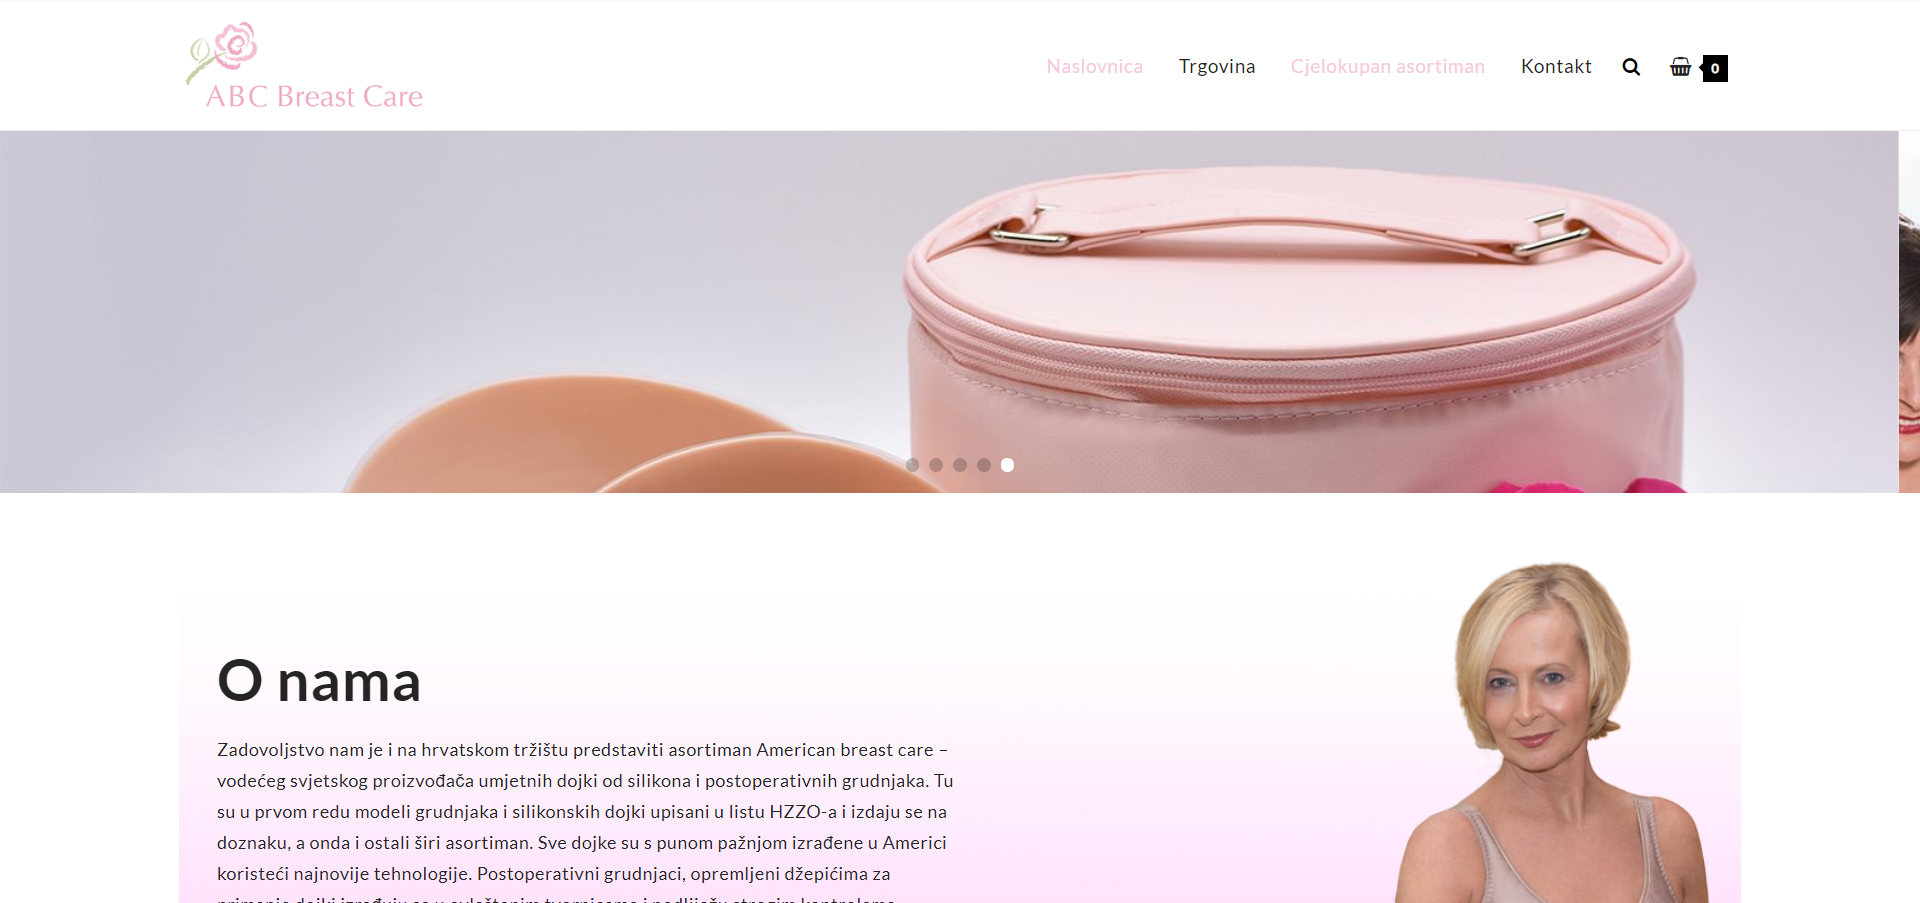 ABC Breast Care
Naslovnica
Trgovina
Cjelokupan asortiman
Kontakt
0
O nama
Zadovoljstvo nam je i na hrvatskom tržištu predstaviti asortiman American breast care –
vodećeg svjetskog proizvođača umjetnih dojki od silikona i postoperativnih grudnjaka. Tu
su u prvom redu modeli grudnjaka i silikonskih dojki upisani u listu HZZO-a i izdaju se na
doznaku, a onda i ostali širi asortiman. Sve dojke su s punom pažnjom izrađene u Americi
koristeći najnovije tehnologije. Postoperativni grudnjaci, opremljeni džepićima za